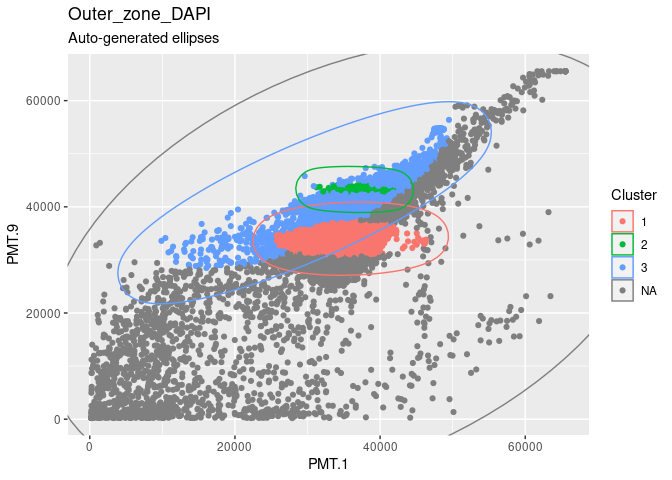 Outer_zone_DAPI
Auto-generated ellipses
60000
40000
20000
0
PMT.9
0 20000 40000 60000
PMT.1
Cluster
1
2
3
NA